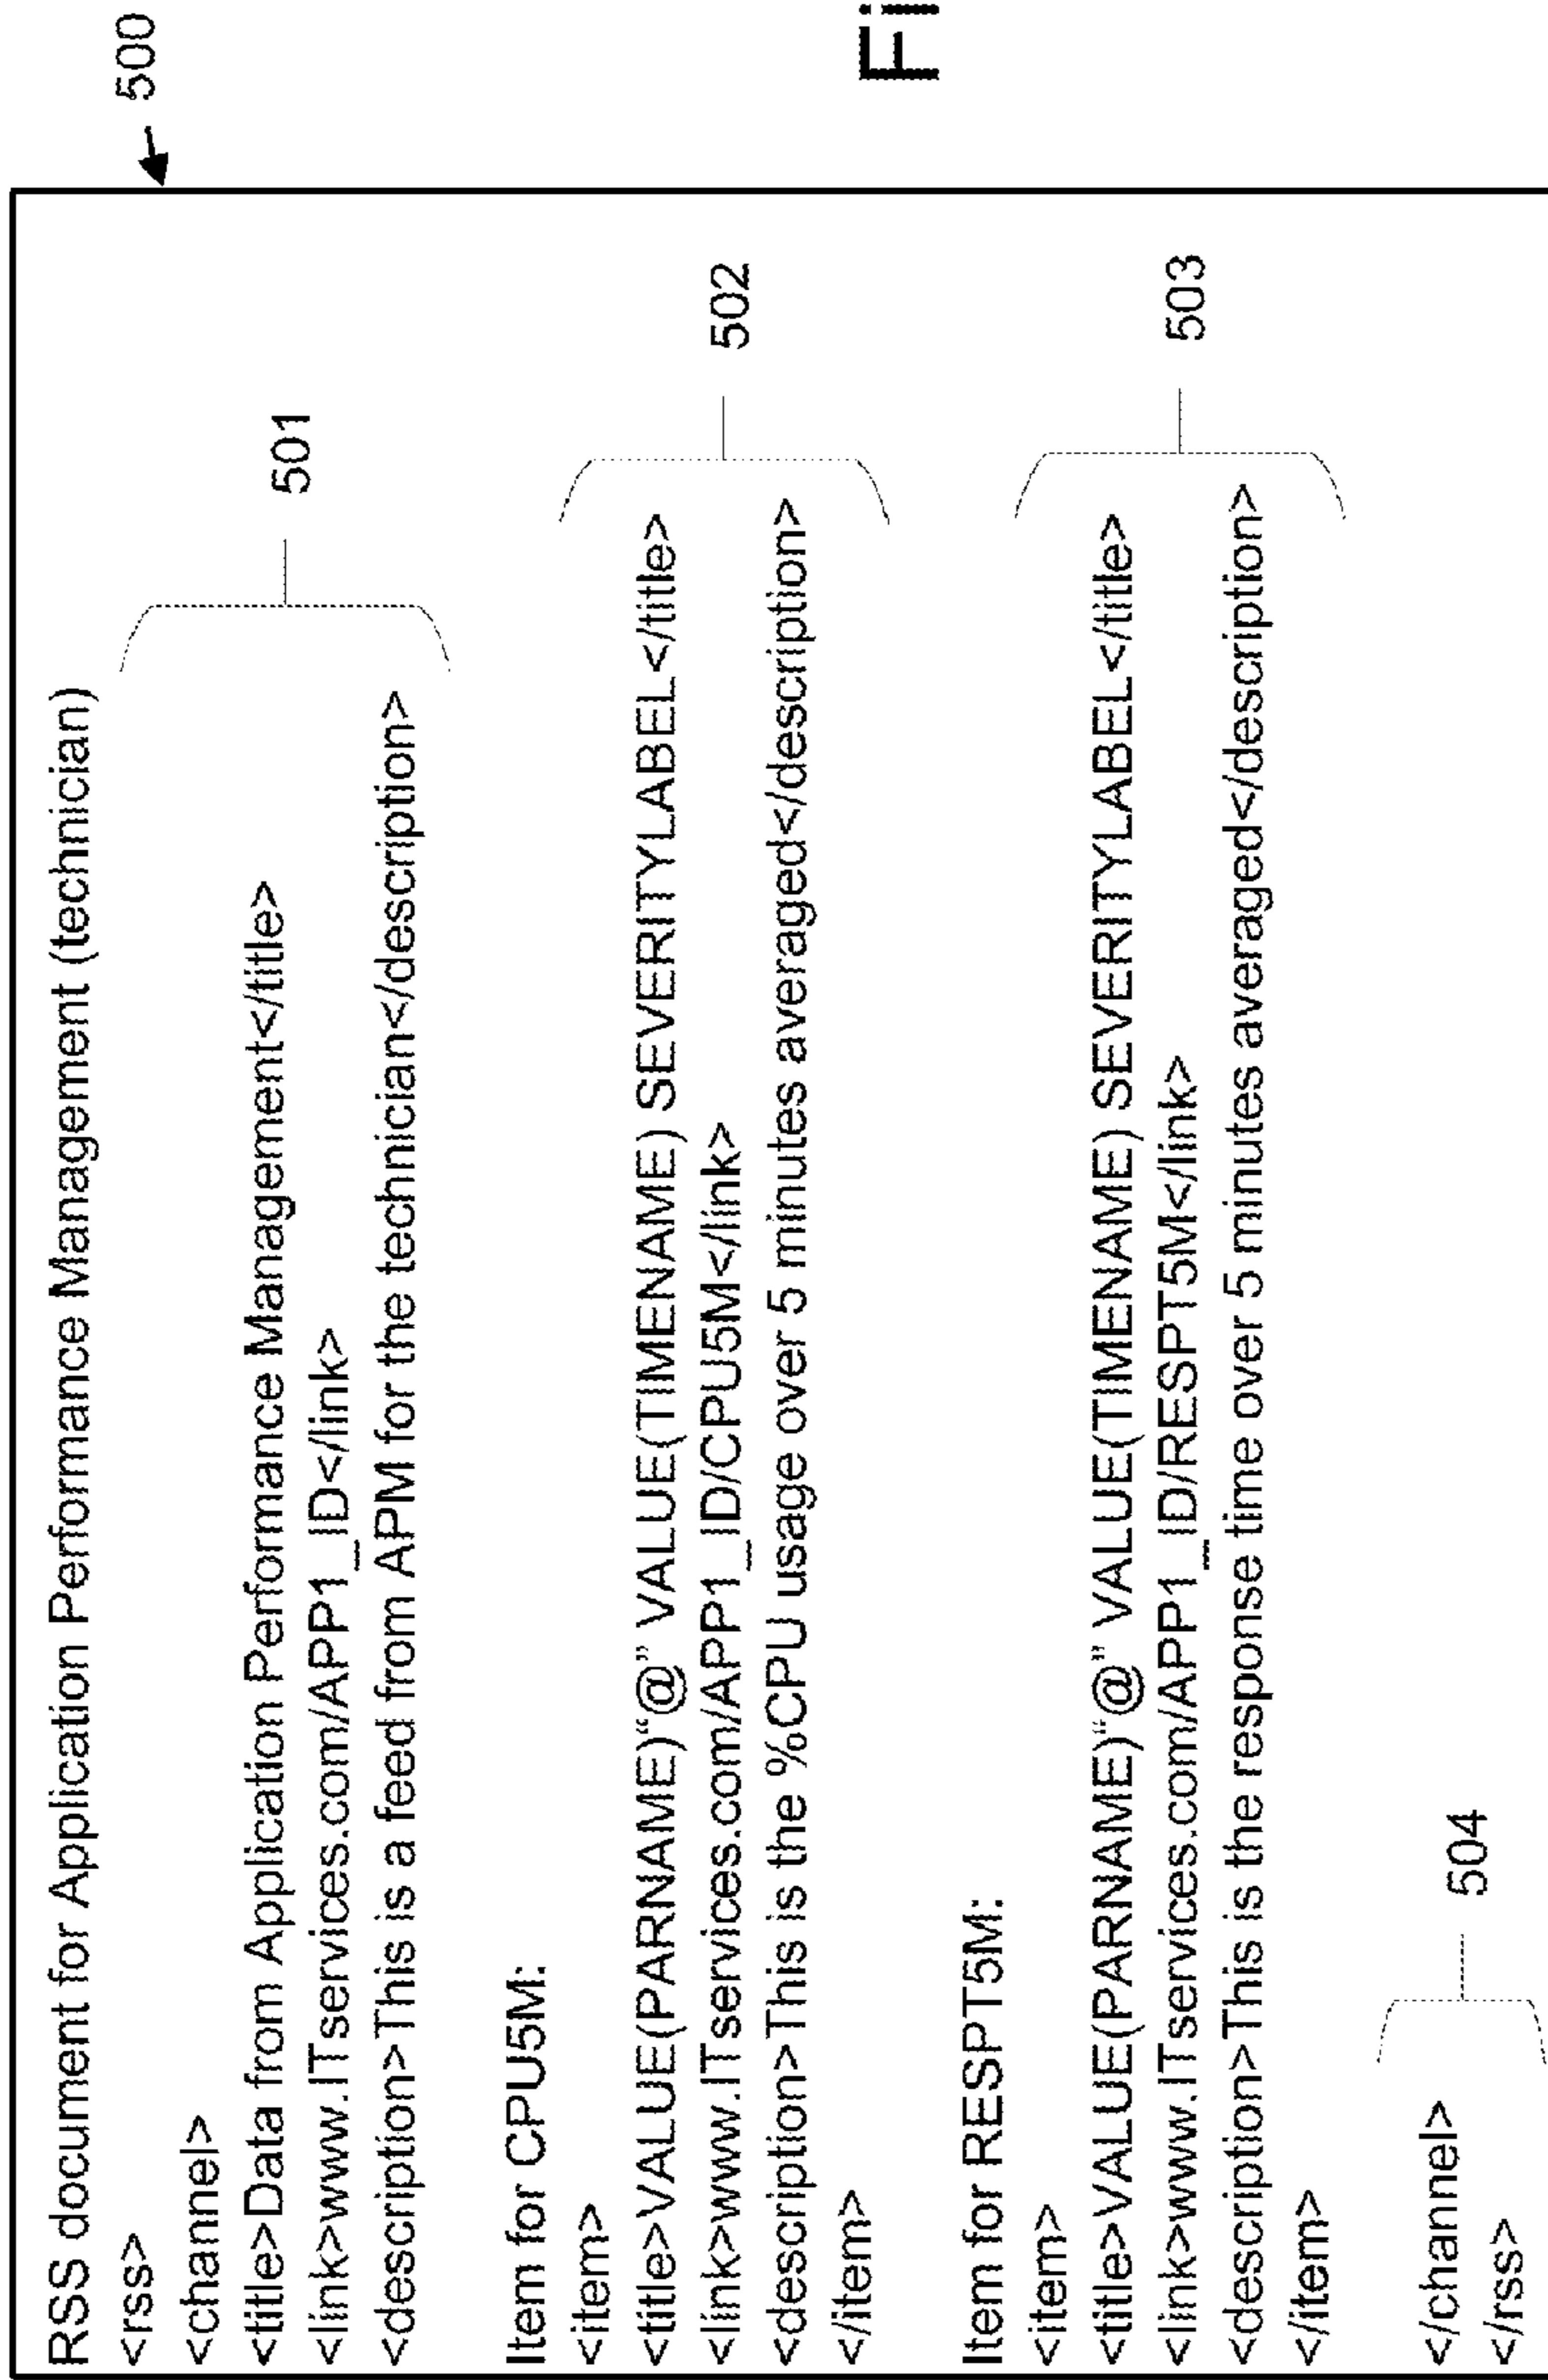 500
RSS document for Application Performance Management (technician)
<rss>
<channel>
<title>Data from Application Performance Management</title>
<link>www.ITservices.com/APP1_ID</link>
<description>This is a feed from APM for the technician</description>
501
Item for CPU5M:
<item>
<title>VALUE(PARNAME)“@” VALUE(TIMENAME) SEVERITYLABEL</title>
<link>www.ITservices.com/APP1_ID/CPU5M</link>
<description>This is the %CPU usage over 5 minutes averaged</description>
</item>
502
Item for RESPT5M:
<item>
<title>VALUE(PARNAME)“@” VALUE(TIMENAME) SEVERITYLABEL</title>
<link>www.ITservices.com/APP1_ID/RESPT5M</link>
<description>This is the response time over 5 minutes averaged</description>
</item>
503
</channel>
</rss>
504
Fi